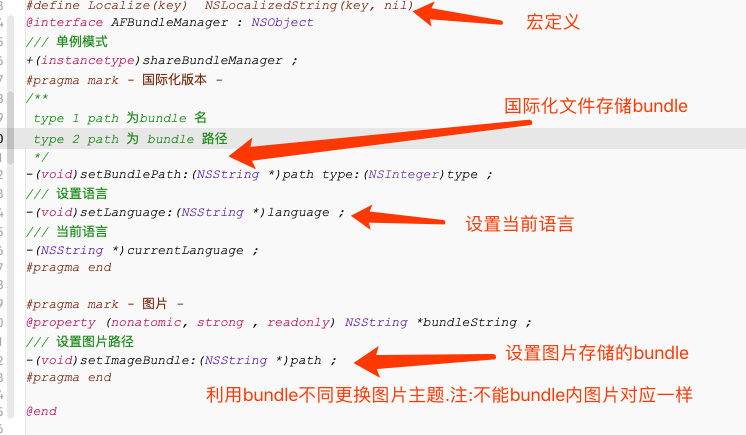 #define Localize(key)  NSLocalizedString(key, nil)
宏定义
@interface AFBundleManager : NSObject
/// 单例模式
+(instancetype)shareBundleManager ;
#pragma mark - 国际化版本 -
/**
国际化文件存储bundle
type 1 path 为bundle 名
type 2 path 为 bundle 路径
*/
-(void)setBundlePath:(NSString *)path type:(NSInteger)type ;
/// 设置语言
-(void)setLanguage:(NSString *)language ;
设置当前语言
/// 当前语言
-(NSString *)currentLanguage ;
#pragma end
#pragma mark - 图片 -
@property (nonatomic, strong , readonly) NSString *bundleString ;
/// 设置图片路径
-(void)setImageBundle:(NSString *)path ;
设置图片存储的bundle
#pragma end
利用bundle不同更换图片主题.注:不能bundle内图片对应一样
@end